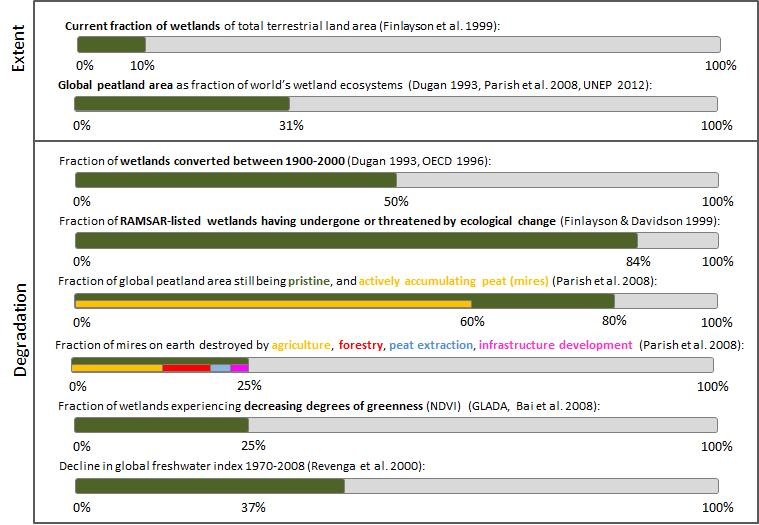 Extent
Current fraction of wetlands of total terrestrial land area (Finlayson et al. 1999):
0% 10% 100%
Global peatland area as fraction of world's wetland ecosystems (Dugan 1993, Parish et al. 2008, UNEP 2012):
0% 31% 100%
Degradation
Fraction of wetlands converted between 1900-2000 (Dugan 1993, OECD 1996):
0% 50% 100%
Fraction of RAMSAR-listed wetlands having undergone or threatened by ecological change (Finlayson & Davidson 1999):
0% 84% 100%
Fraction of global peatland area still being pristine, and actively accumulating peat (mires) (Parish et al. 2008):
0% 60% 80% 100%
Fraction of mires on earth destroyed by agriculture, forestry, peat extraction, infrastructure development (Parish et al. 2008):
0% 25% 100%
Fraction of wetlands experiencing decreasing degrees of greenness (NDVI) (GLADA, Bai et al. 2008):
0% 25% 100%
Decline in global freshwater index 1970-2008 (Revenga et al. 2000):
0% 37% 100%